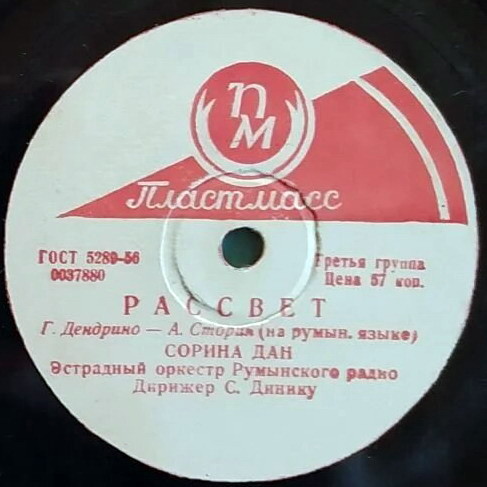 ПМ
Пластмасс
ГОСТ 5289-56
0037880
Третья группа
Цена 57 коп.
РАССВЕТ
Г. Дендрино — А. Сторин (на румын. языке)
СОРИНА ДАН
Эстрадный оркестр Румынского радио
Дирижер С. Динику